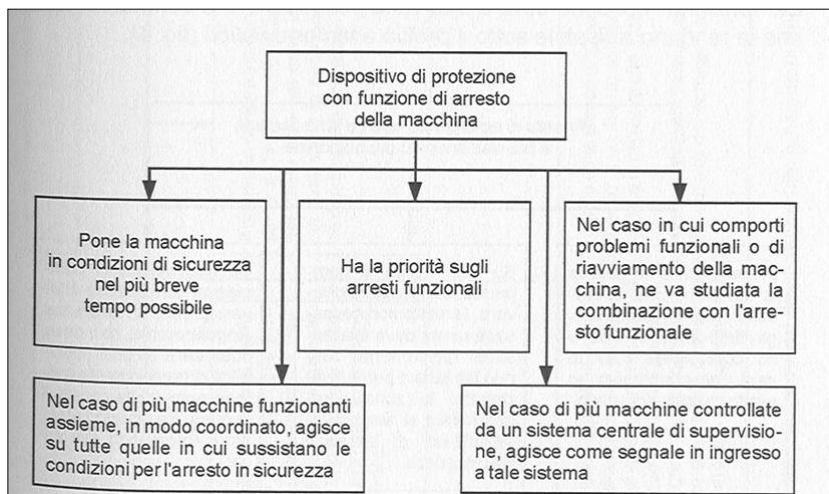 Dispositivo di protezione
con funzione di arresto
della macchina
Pone la macchina
in condizioni di sicurezza
nel più breve
tempo possibile
Ha la priorità sugli
arresti funzionali
Nel caso in cui comporti
problemi funzionali o di
riavviamento della mac-
china, ne va studiata la
combinazione con l'arre-
sto funzionale.
Nel caso di più macchine funzionanti
assieme, in modo coordinato, agisce
su tutte quelle in cui sussistano le
condizioni per l'arresto in sicurezza
Nel caso di più macchine controllate
da un sistema centrale di supervisio-
ne, agisce come segnale in ingresso
a tale sistema